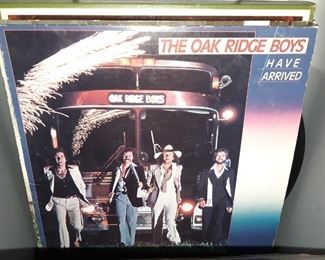 THE OAK RIDGE BOYS
HAVE
ARRIVED
OAK RIDGE BOYS